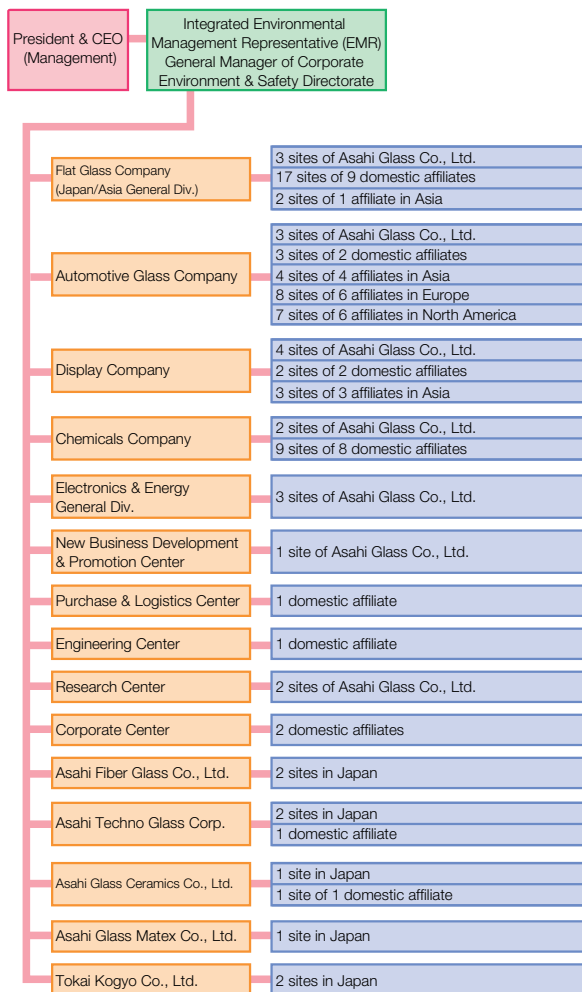 President & CEO
(Management)
Integrated Environmental
Management Representative (EMR)
General Manager of Corporate
Environment & Safety Directorate
Flat Glass Company
(Japan/Asia General Div.)
3 sites of Asahi Glass Co., Ltd.
17 sites of 9 domestic affiliates
2 sites of 1 affiliate in Asia
Automotive Glass Company
3 sites of Asahi Glass Co., Ltd.
3 sites of 2 domestic affiliates
4 sites of 4 affiliates in Asia
8 sites of 6 affiliates in Europe
7 sites of 6 affiliates in North America
Display Company
4 sites of Asahi Glass Co., Ltd.
2 sites of 2 domestic affiliates
3 sites of 3 affiliates in Asia
Chemicals Company
2 sites of Asahi Glass Co., Ltd.
9 sites of 8 domestic affiliates
Electronics & Energy
General Div.
3 sites of Asahi Glass Co., Ltd.
New Business Development
& Promotion Center
1 site of Asahi Glass Co., Ltd.
Purchase & Logistics Center
1 domestic affiliate
Engineering Center
1 domestic affiliate
Research Center
2 sites of Asahi Glass Co., Ltd.
Corporate Center
2 domestic affiliates
Asahi Fiber Glass Co., Ltd.
2 sites in Japan
Asahi Techno Glass Corp.
2 sites in Japan
1 domestic affiliate
Asahi Glass Ceramics Co., Ltd.
1 site in Japan
1 site of 1 domestic affiliate
Asahi Glass Matex Co., Ltd.
1 site in Japan
Tokai Kogyo Co., Ltd.
2 sites in Japan